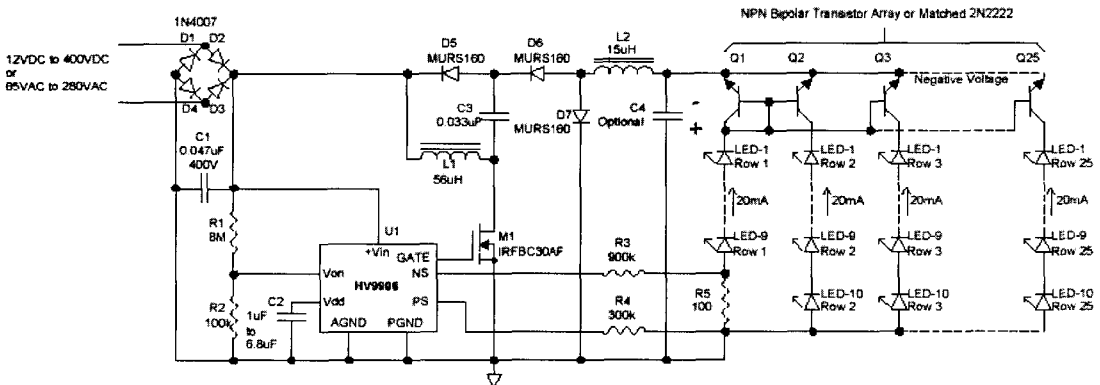 NPN Bipolar Transistor Array or Matched 2N2222
1N4007
D1 D2
D4 D3
12VDC to 400VDC
or
85VAC to 280VAC
D5
MURS160
D6
MURS160
L2
15uH
Q1
Q2
Q3
Q25
Negative Voltage
C3
0.033uF
D7
MURS160
C4
Optional
-
+
C1
0.047uF
400V
L1
56uH
LED-1
Row 1
LED-1
Row 2
LED-1
Row 3
LED-1
Row 25
20mA
20mA
20mA
20mA
R1
8M
U1
+Vin
GATE
Von
NS
Vdd
PS
AGND
PGND
M1
IRFBC30AF
R3
900k
LED-9
Row 1
LED-9
Row 2
LED-9
Row 3
LED-9
Row 25
R2
100k
C2
1uF
to
6.8uF
R4
300k
R5
100
LED-10
Row 2
LED-10
Row 3
LED-10
Row 25